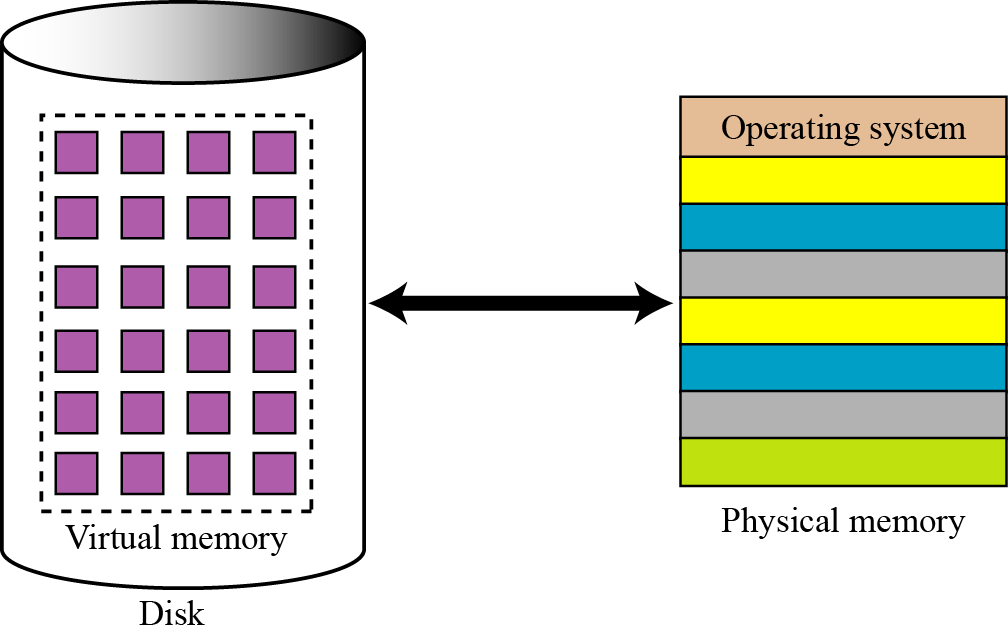 Operating system
Virtual memory
Physical memory
Disk